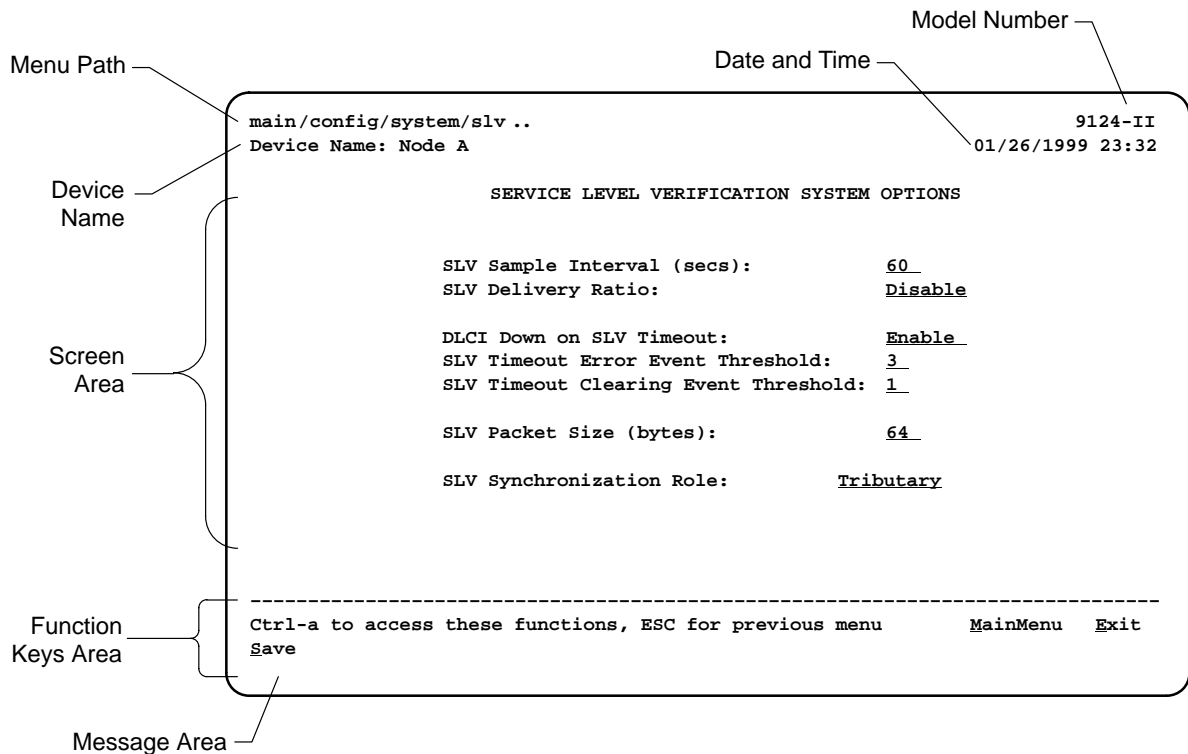 Model Number
Date and Time
Menu Path
main/config/system/slv .. 9124-II
Device Name: Node A 01/26/1999 23:32
Device
Name
SERVICE LEVEL VERIFICATION SYSTEM OPTIONS
SLV Sample Interval (secs): 60
SLV Delivery Ratio: Disable
DLCI Down on SLV Timeout: Enable
SLV Timeout Error Event Threshold: 3
SLV Timeout Clearing Event Threshold: 1
Screen
Area
SLV Packet Size (bytes): 64
SLV Synchronization Role: Tributary
--------------------------------------------------------------------------------
Function
Keys Area
Ctrl-a to access these functions, ESC for previous menu MainMenu Exit
Save
Message Area